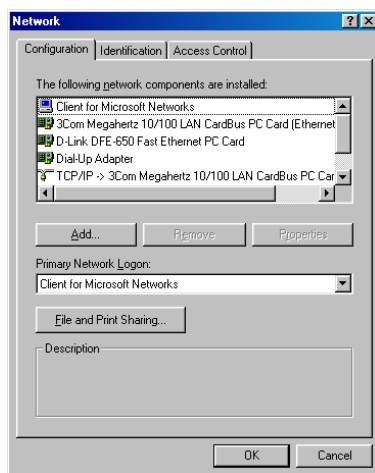 Network
Configuration Identification Access Control
The following network components are installed:
Client for Microsoft Networks
3Com Megahertz 10/100 LAN CardBus PC Card (Ethernet
D-Link DFE-650 Fast Ethernet PC Card
Dial-Up Adapter
TCP/IP -> 3Com Megahertz 10/100 LAN CardBus PC Car
Add... Remove Properties
Primary Network Logon:
Client for Microsoft Networks
File and Print Sharing...
Description
OK Cancel